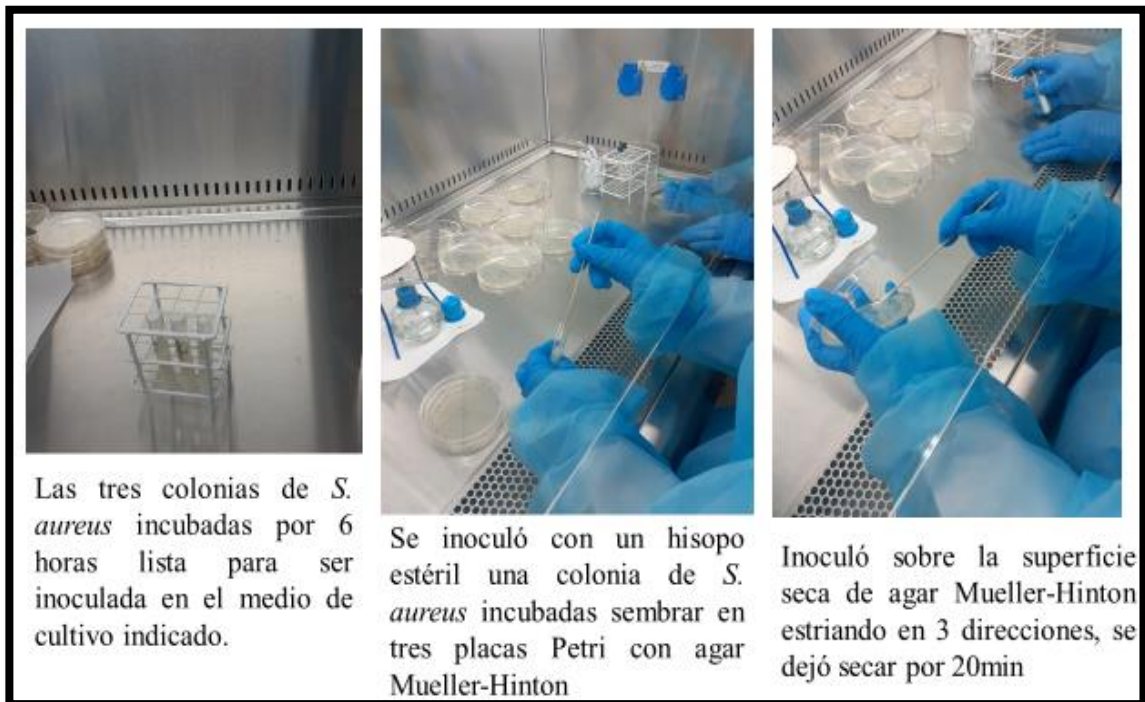 Las tres colonias de S.
aureus incubadas por 6
horas lista para ser
inoculada en el medio de
cultivo indicado.
Se inoculó con un hisopo
estéril una colonia de S.
aureus incubadas sembrar en
tres placas Petri con agar
Mueller-Hinton
Inoculó sobre la superficie
seca de agar Mueller-Hinton
estriando en 3 direcciones, se
dejó secar por 20min